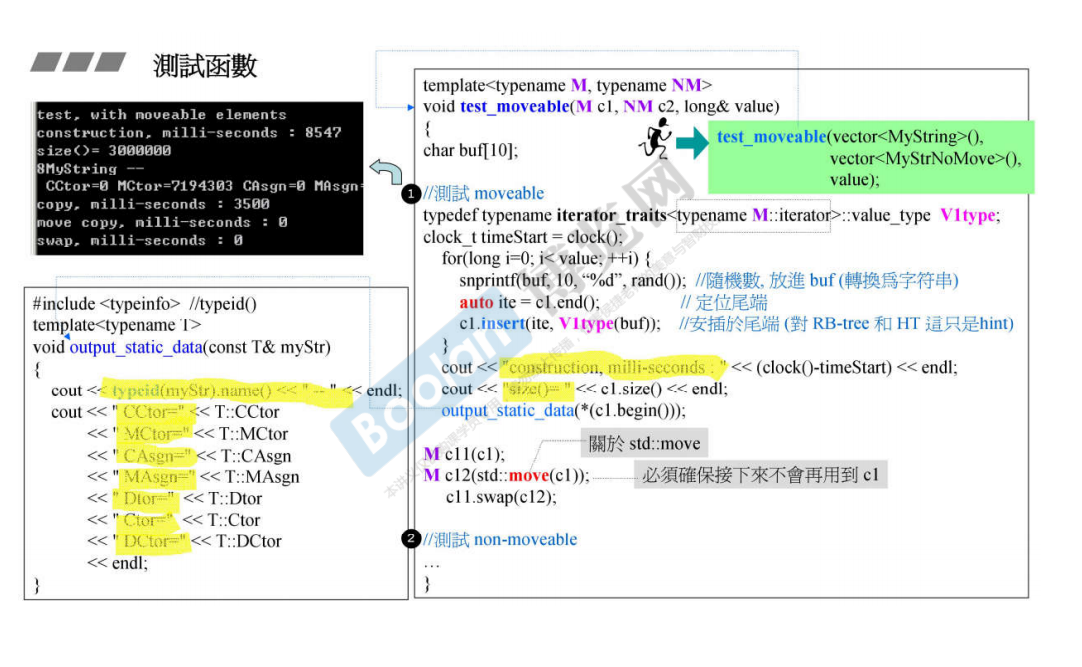 測試函數
test, with moveable elements
construction, milli-seconds : 8547
size()= 3000000
8MyString --
CCtor=0 MCtor=7194303 CAsgn=0 MAsgn=
copy, milli-seconds : 3500
move copy, milli-seconds : 0
swap, milli-seconds : 0
#include <typeinfo> //typeid()
template<typename T>
void output_static_data(const T& myStr)
{
cout << typeid(myStr).name() << " -- " << endl;
cout << " CCtor=" << T::CCtor
<< " MCtor=" << T::MCtor
<< " CAsgn=" << T::CAsgn
<< " MAsgn=" << T::MAsgn
<< " Dtor=" << T::Dtor
<< " Ctor=" << T::Ctor
<< " DCtor=" << T::DCtor
<< endl;
}
template<typename M, typename NM>
void test_moveable(M c1, NM c2, long& value)
{
char buf[10];
test_moveable(vector<MyString>(),
vector<MyStrNoMove>(),
value);
1 //測試 moveable
typedef typename iterator_traits<typename M::iterator>::value_type V1type;
clock_t timeStart = clock();
for(long i=0; i< value; ++i) {
snprintf(buf, 10, “%d”, rand()); //隨機數, 放進 buf (轉換爲字符串)
auto ite = c1.end(); // 定位尾端
c1.insert(ite, V1type(buf)); //安插於尾端 (對 RB-tree 和 HT 這只是hint)
}
cout << "construction, milli-seconds : " << (clock()-timeStart) << endl;
cout << "size()= " << c1.size() << endl;
output_static_data(*(c1.begin()));
關於 std::move
M c11(c1);
M c12(std::move(c1)); 必須確保接下來不會再用到 c1
c11.swap(c12);
2 //測試 non-moveable
…
}
Boolan
博览网